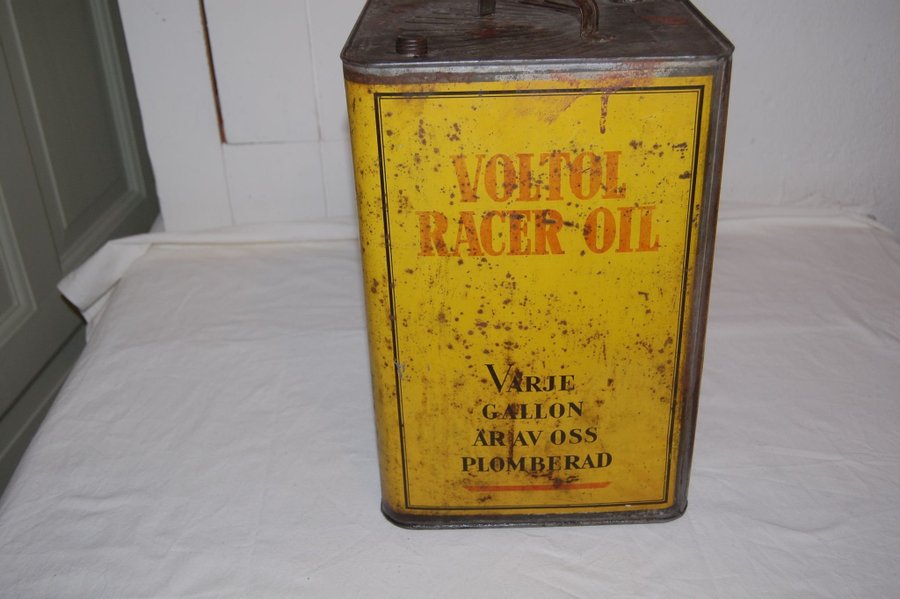 VOLTOL
RACER OIL
VARJE
GALLON
ÄR AV OSS
PLOMBERAD